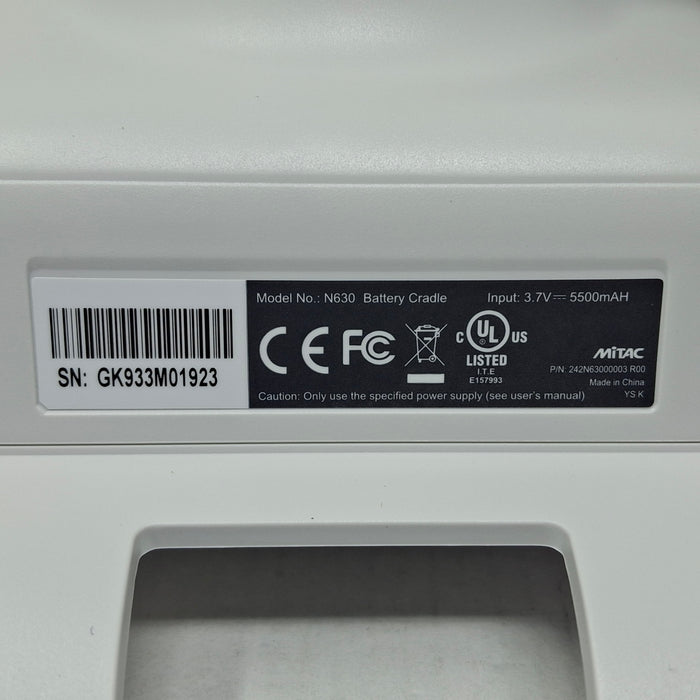 SN: GK933M01923
Model No.: N630 Battery Cradle Input: 3.7V⎓ 5500mAH
CE FC
C UL US
LISTED
I.T.E
E157993
MiTAC
P/N: 242N63000003 R00
Made in China
YS K
Caution: Only use the specified power supply (see user's manual)